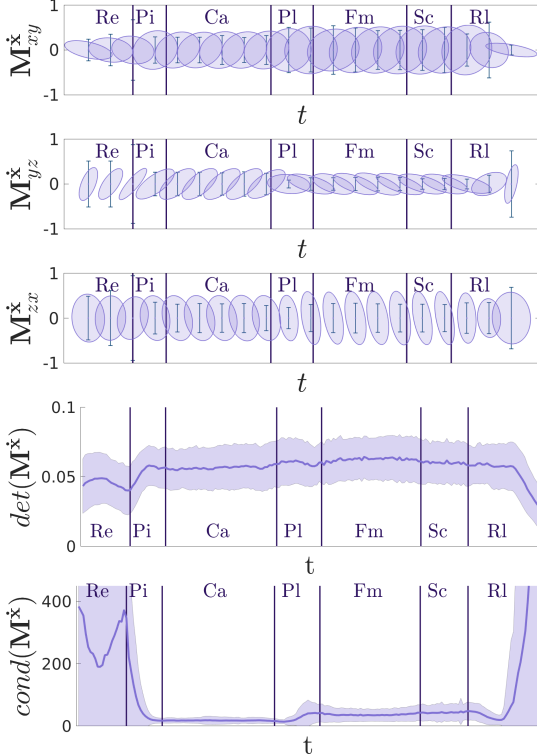 1
Re Pi Ca Pl Fm Sc Rl
M^ẋ_xy
0
-1
t
1
Re Pi Ca Pl Fm Sc Rl
M^ẋ_yz
0
-1
t
1
Re Pi Ca Pl Fm Sc Rl
M^ẋ_zx
0
-1
t
0.1
det(M^ẋ)
0.05
Re Pi Ca Pl Fm Sc Rl
0
t
Re Pi Ca Pl Fm Sc Rl
400
cond(M^ẋ)
200
0
t